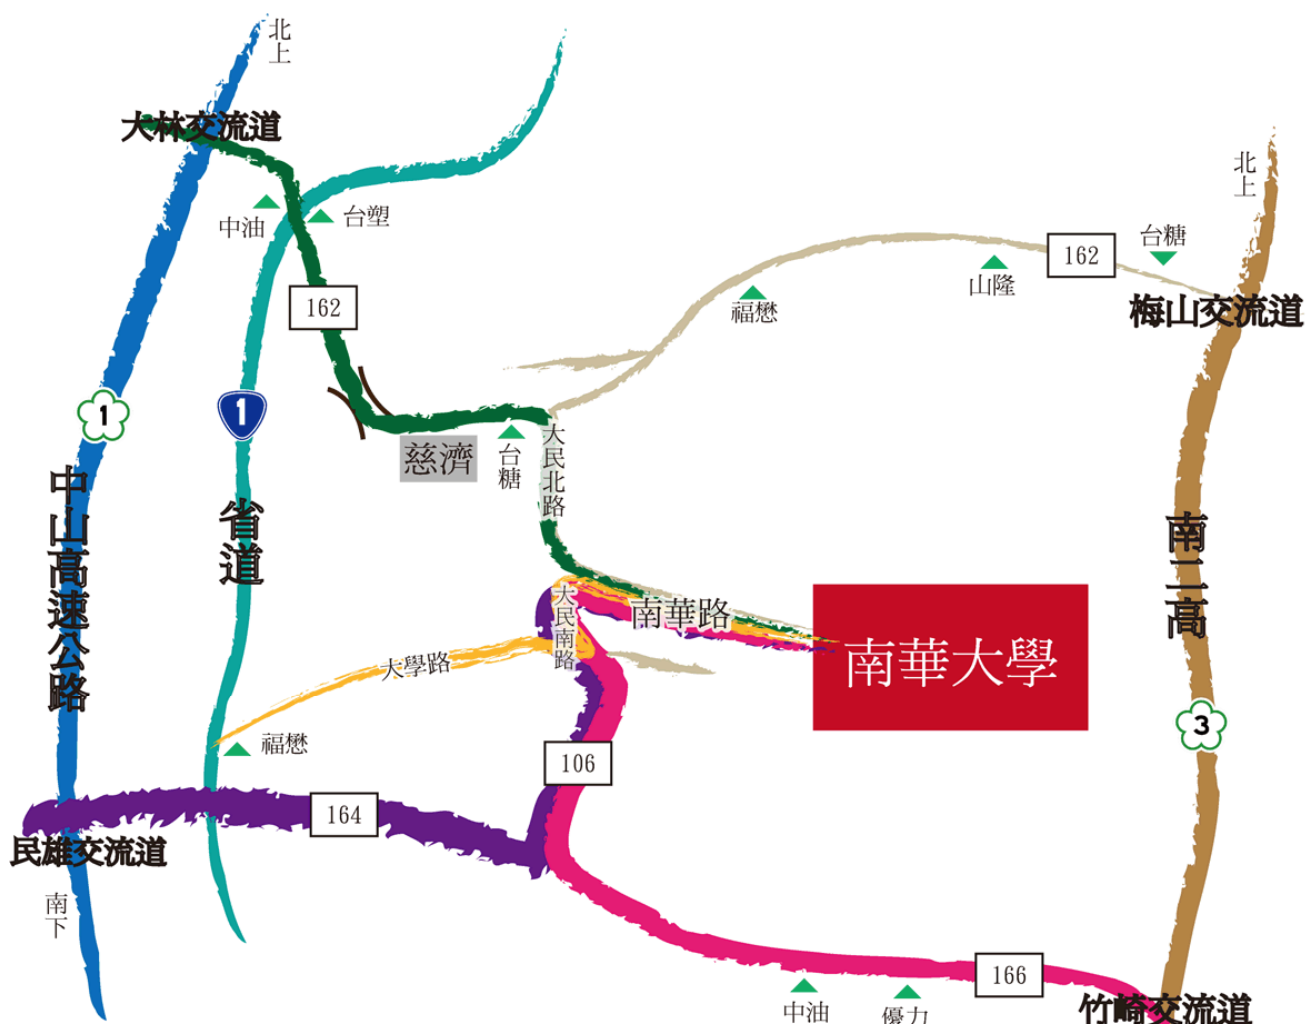 北上
大林交流道
中油
台塑
162
北上
台糖
162
山隆
福懋
梅山交流道
1
1
慈濟
台糖
大民北路
中山高速公路
省道
南二高
大民南路
南華路
南華大學
大學路
福懋
3
106
164
民雄交流道
南下
166
中油
優力
竹崎交流道